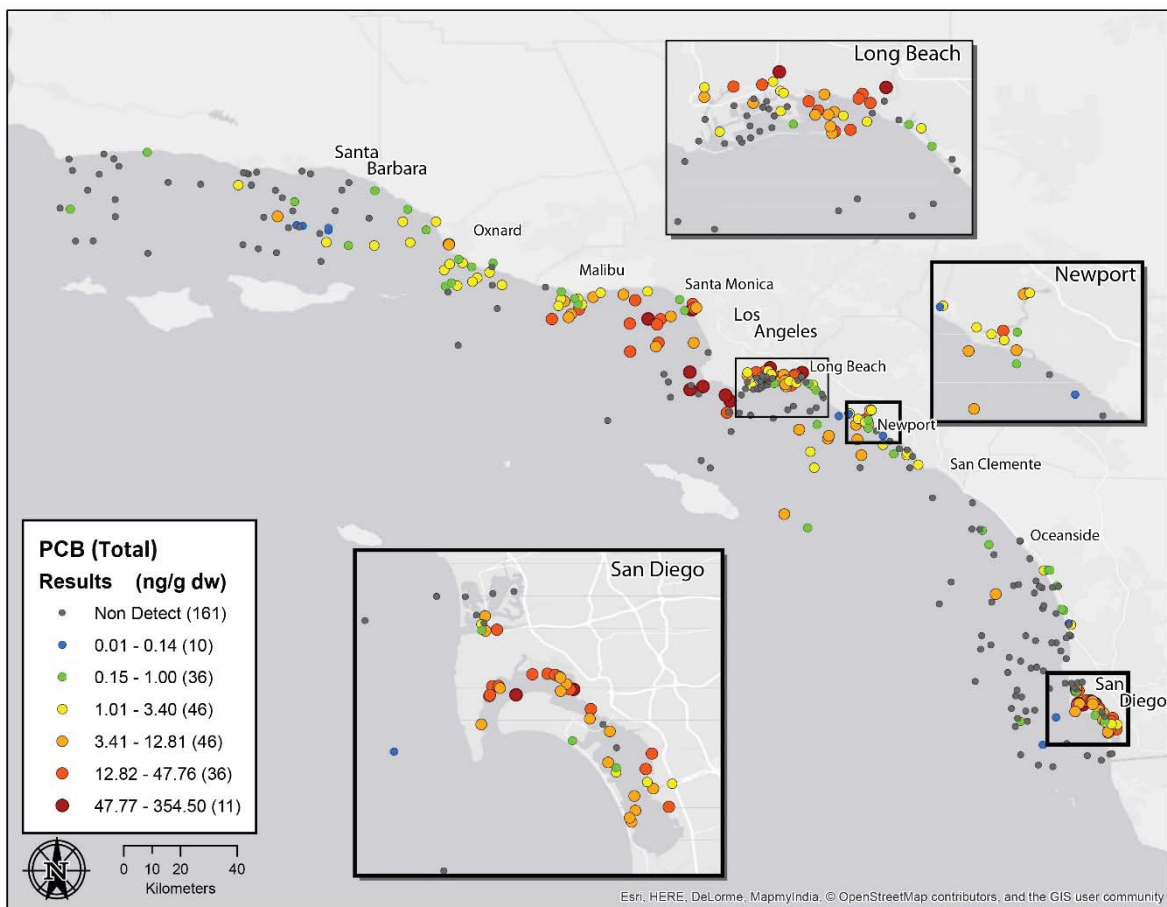 Long Beach
Santa
Barbara
Oxnard
Newport
Malibu
Santa Monica
Los
Angeles
Long Beach
Newport
San Clemente
Oceanside
San Diego
San
Diego
PCB (Total)
Results (ng/g dw)
Non Detect (161)
0.01 - 0.14 (10)
0.15 - 1.00 (36)
1.01 - 3.40 (46)
3.41 - 12.81 (46)
12.82 - 47.76 (36)
47.77 - 354.50 (11)
N
0 10 20 40
Kilometers
Esri, HERE, DeLorme, MapmyIndia, © OpenStreetMap contributors, and the GIS user community